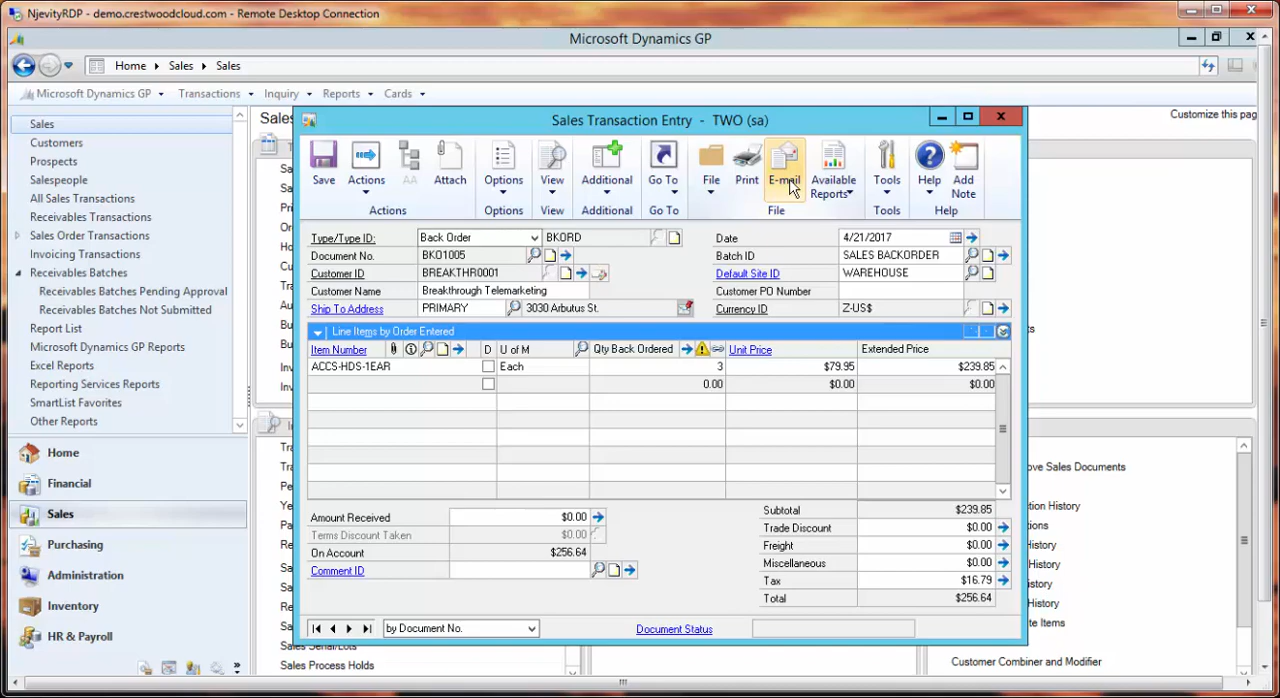 NjevityRDP - demo.crestwoodcloud.com - Remote Desktop Connection
Microsoft Dynamics GP
Home Sales Sales
Microsoft Dynamics GP Transactions Inquiry Reports Cards
Customize this pag
Sales
Customers
Prospects
Salespeople
All Sales Transactions
Receivables Transactions
Sales Order Transactions
Invoicing Transactions
Receivables Batches
Receivables Batches Pending Approval
Receivables Batches Not Submitted
Report List
Microsoft Dynamics GP Reports
Excel Reports
Reporting Services Reports
SmartList Favorites
Other Reports
Home
Financial
Sales
Purchasing
Administration
Inventory
HR & Payroll
Sales Transaction Entry - TWO (sa)
Save Actions AA Attach Options View Additional Go To File Print E-mail Available Reports Tools Help Add Note
Actions Options View Additional Go To File Tools Help
Type/Type ID: Back Order BKORD Date 4/21/2017
Document No. BKO1005 Batch ID SALES BACKORDER
Customer ID BREAKTHR0001 Default Site ID WAREHOUSE
Customer Name Breakthrough Telemarketing Customer PO Number
Ship To Address PRIMARY 3030 Arbutus St. Currency ID Z-US$
Line Items by Order Entered
Item Number D U of M Qty Back Ordered Unit Price Extended Price
ACCS-HDS-1EAR Each 3 $79.95 $239.85
0.00 $0.00 $0.00
Amount Received $0.00
Terms Discount Taken $0.00
On Account $256.64
Comment ID
Subtotal $239.85
Trade Discount $0.00
Freight $0.00
Miscellaneous $0.00
Tax $16.79
Total $256.64
by Document No. Document Status
Sales Process Holds
ove Sales Documents
ction History
History
History
History
te Items
Customer Combiner and Modifier